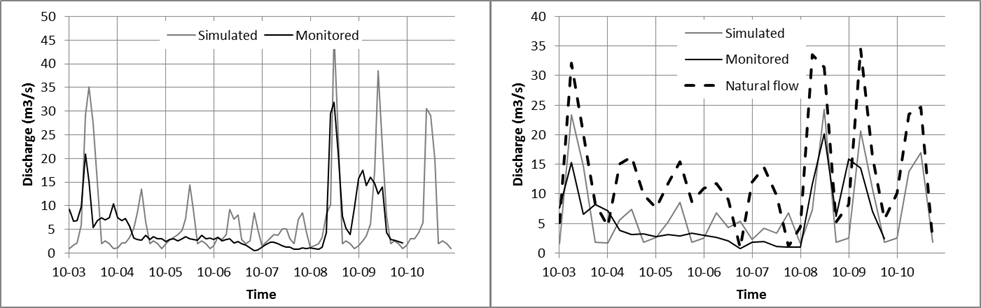 50
45
40
35
30
25
20
15
10
5
0
Discharge (m3/s)
Simulated Monitored
10-03 10-04 10-05 10-06 10-07 10-08 10-09 10-10
Time
40
35
30
25
20
15
10
5
0
Discharge (m3/s)
Simulated
Monitored
Natural flow
10-03 10-04 10-05 10-06 10-07 10-08 10-09 10-10
Time